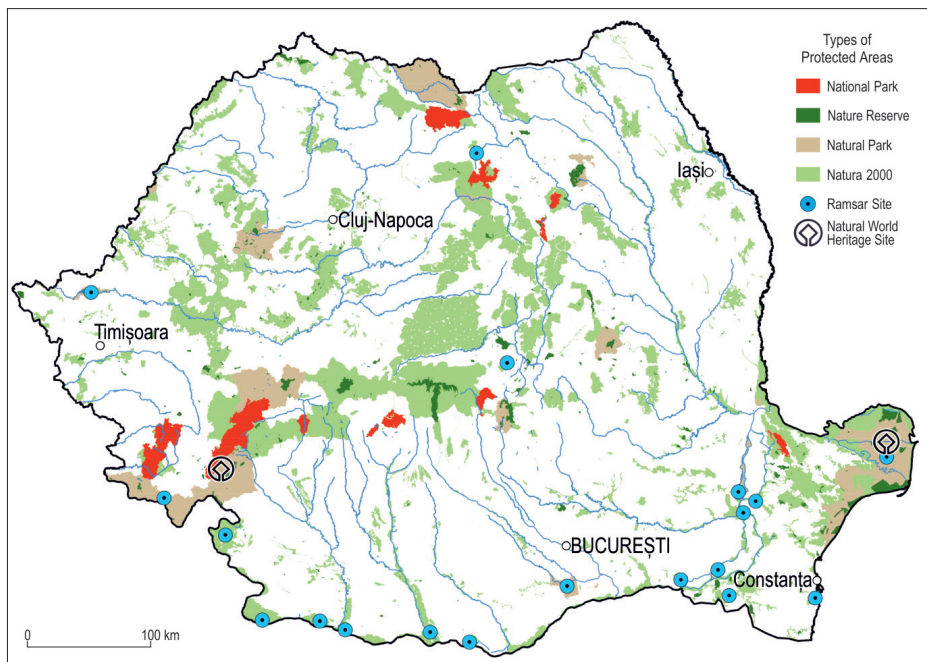 Types of
Protected Areas
National Park
Nature Reserve
Natural Park
Natura 2000
Ramsar Site
Natural World
Heritage Site
Iași
Cluj-Napoca
Timișoara
BUCUREȘTI
Constanța
0 100 km